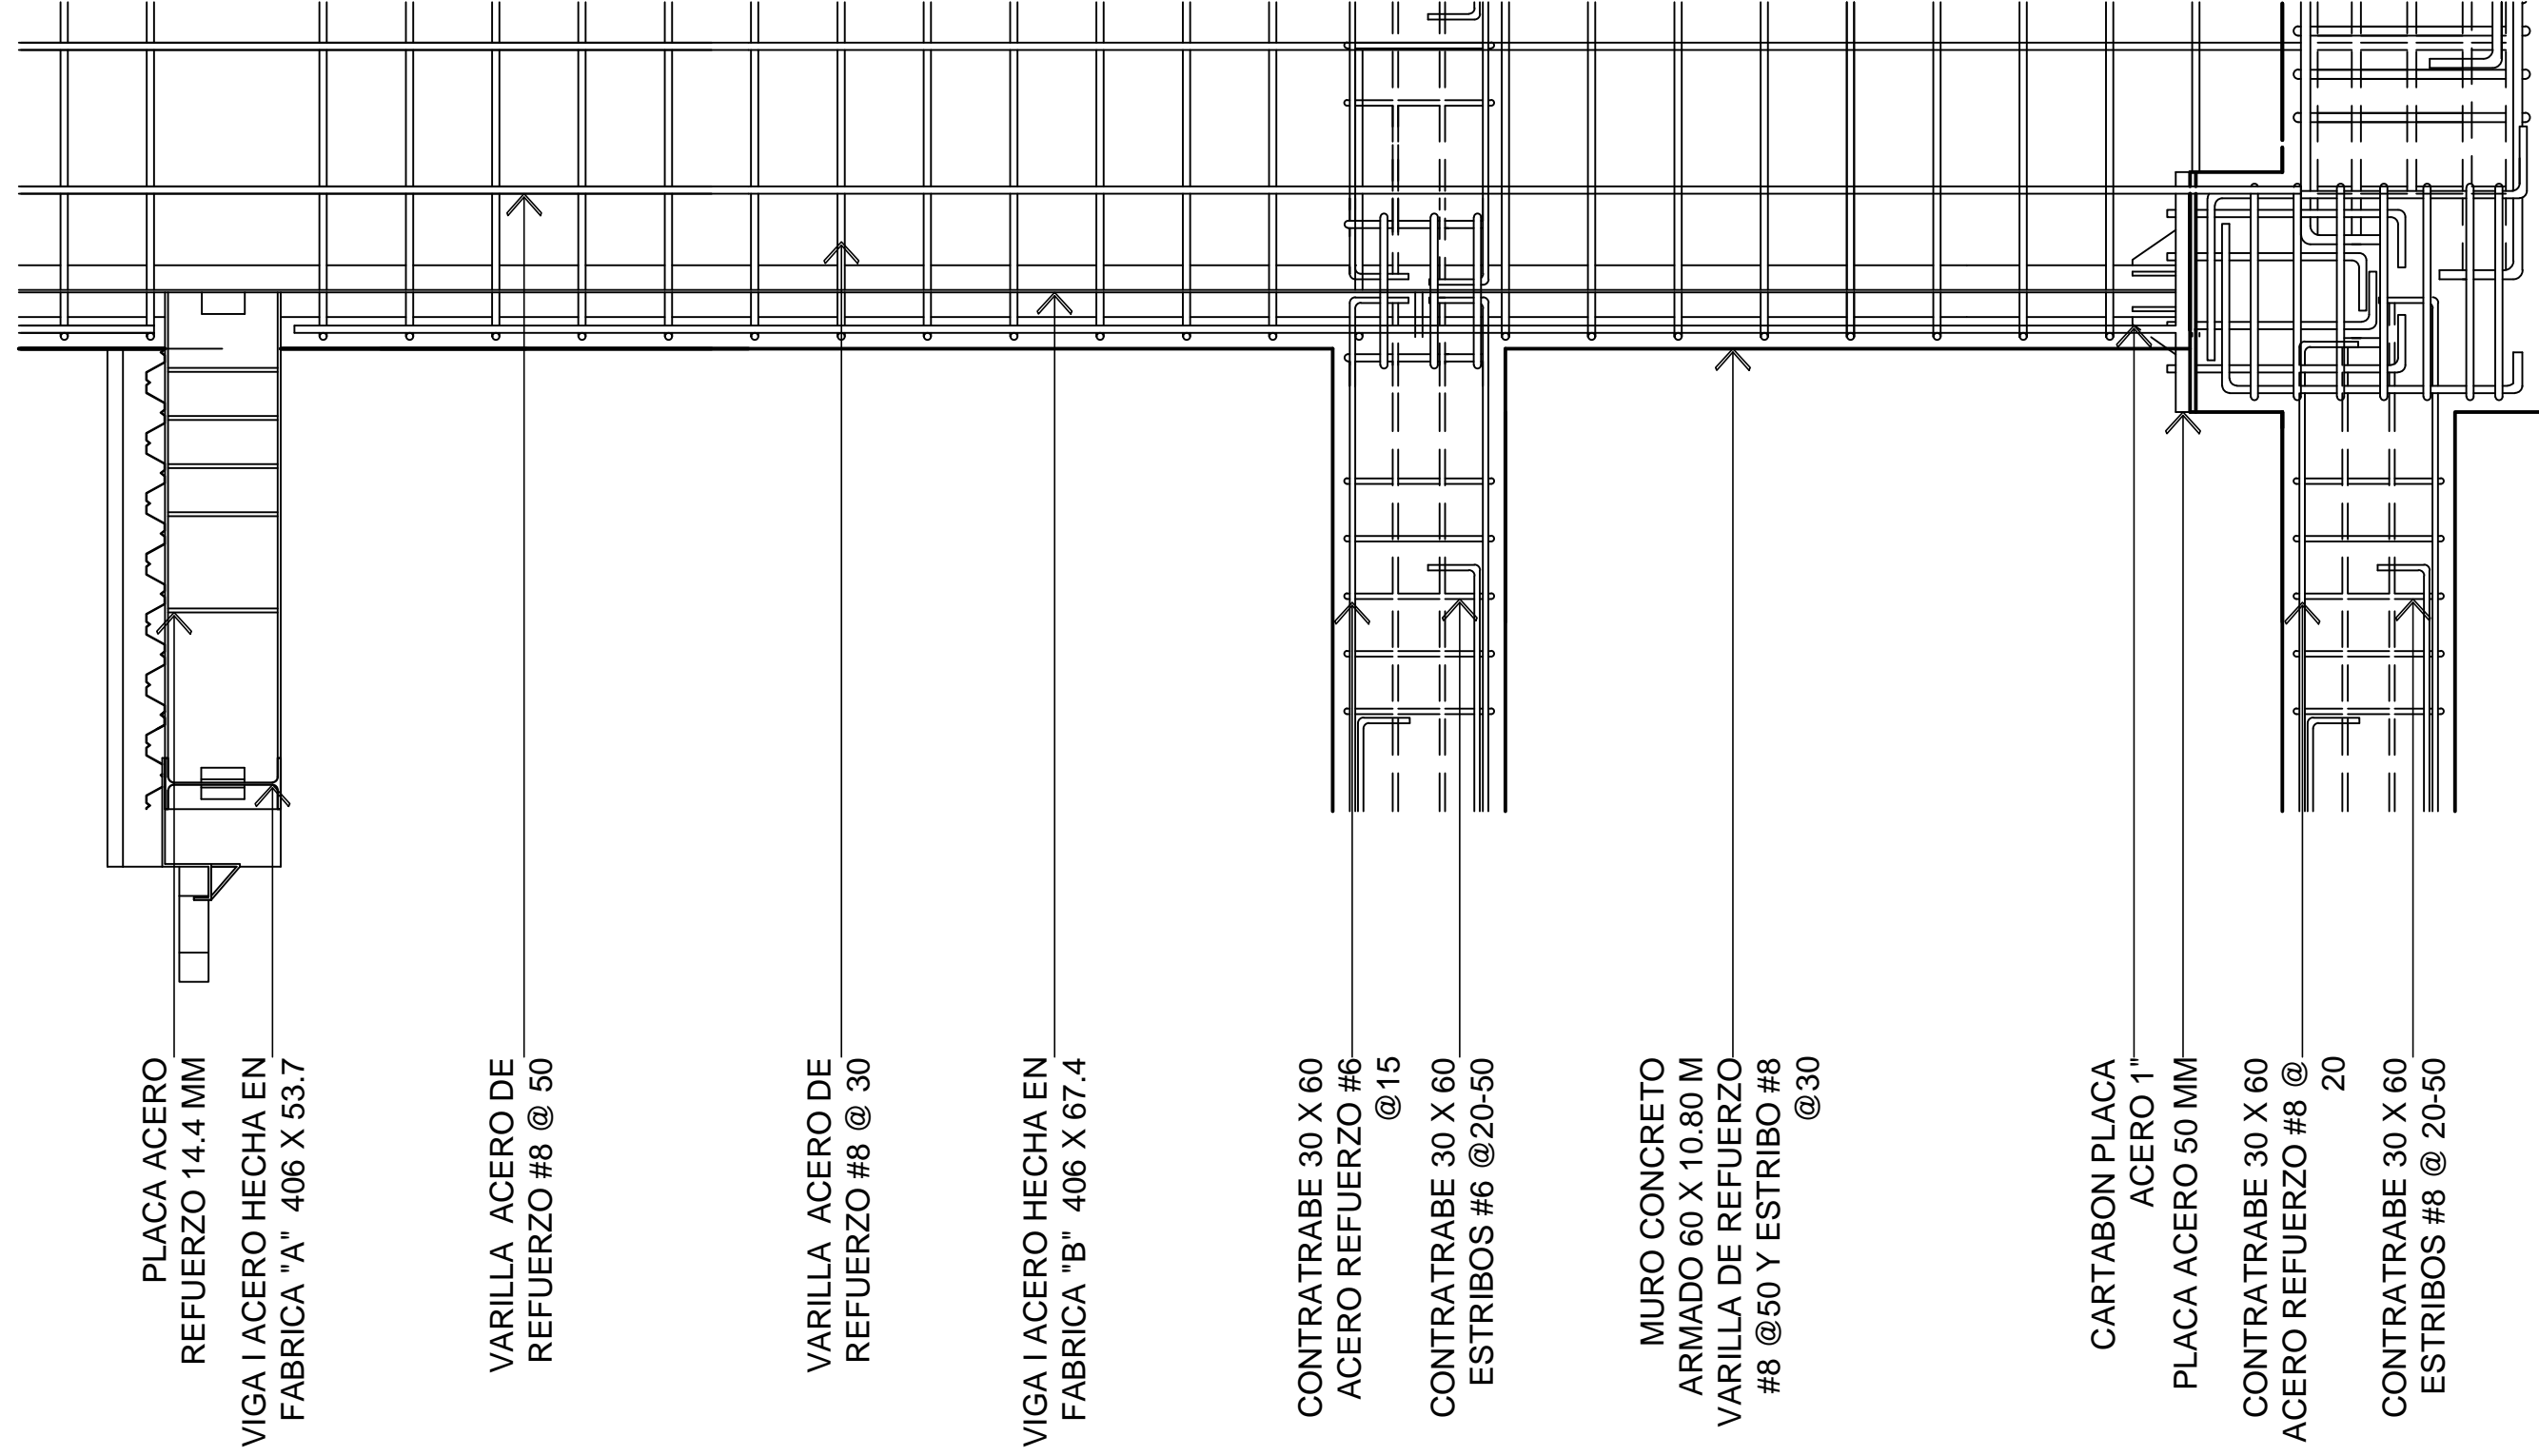 PLACA ACERO
REFUERZO 14.4 MM
VIGA I ACERO HECHA EN
FABRICA "A" 406 X 53.7
VARILLA ACERO DE
REFUERZO #8 @ 50
VARILLA ACERO DE
REFUERZO #8 @ 30
VIGA I ACERO HECHA EN
FABRICA "B" 406 X 67.4
CONTRATRABE 30 X 60
ACERO REFUERZO #6
@15
CONTRATRABE 30 X 60
ESTRIBOS #6 @20-50
MURO CONCRETO
ARMADO 60 X 10.80 M
VARILLA DE REFUERZO
#8 @50 Y ESTRIBO #8
@30
CARTABON PLACA
ACERO 1"
PLACA ACERO 50 MM
CONTRATRABE 30 X 60
ACERO REFUERZO #8 @
20
CONTRATRABE 30 X 60
ESTRIBOS #8 @ 20-50